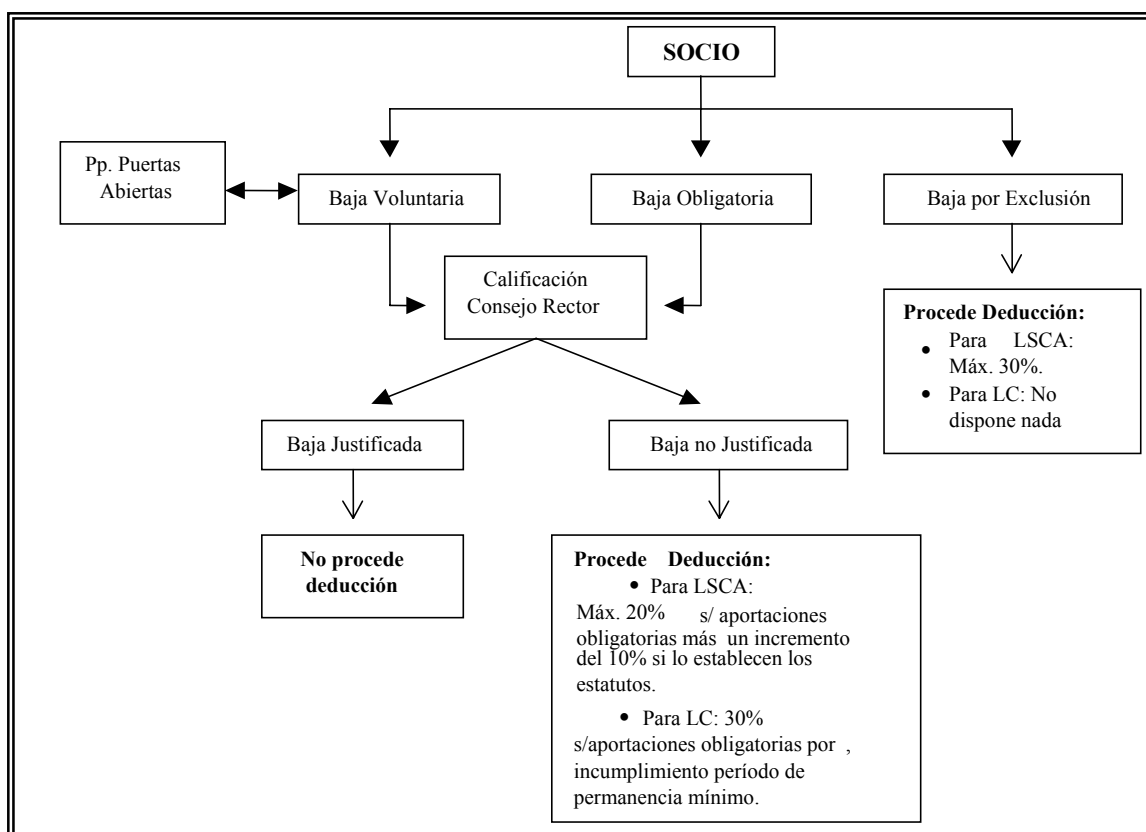 SOCIO
Pp. Puertas
Abiertas
Baja Voluntaria
Baja Obligatoria
Baja por Exclusión
Calificación
Consejo Rector
Procede Deducción:
• Para LSCA:
Máx. 30%.
• Para LC: No
dispone nada
Baja Justificada
Baja no Justificada
No procede
deducción
Procede Deducción:
• Para LSCA:
Máx. 20% s/ aportaciones
obligatorias más un incremento
del 10% si lo establecen los
estatutos.
• Para LC: 30%
s/aportaciones obligatorias por ,
incumplimiento período de
permanencia mínimo.